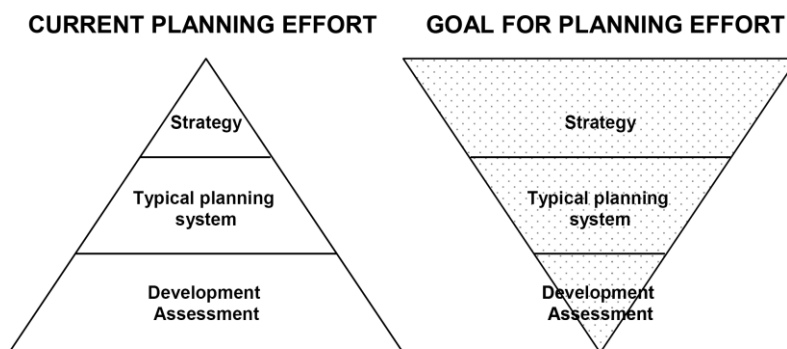 CURRENT PLANNING EFFORT
Strategy
Typical planning
system
Development
Assessment
GOAL FOR PLANNING EFFORT
Strategy
Typical planning
system
Development
Assessment